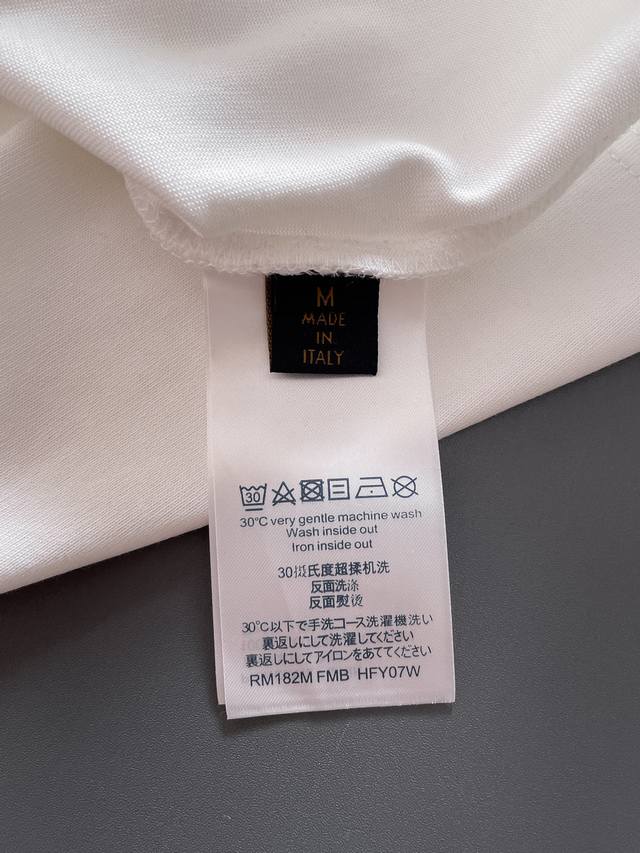 M
MADE
IN
ITALY
30
30℃ very gentle machine wash
Wash inside out
Iron inside out
30摄氏度超揉机洗
反面洗涤
反面熨烫
30℃以下で手洗コース洗濯機洗い
裏返しにして洗濯してください
裏返しにしてアイロンをあててください
RM182M FMB HFY07W